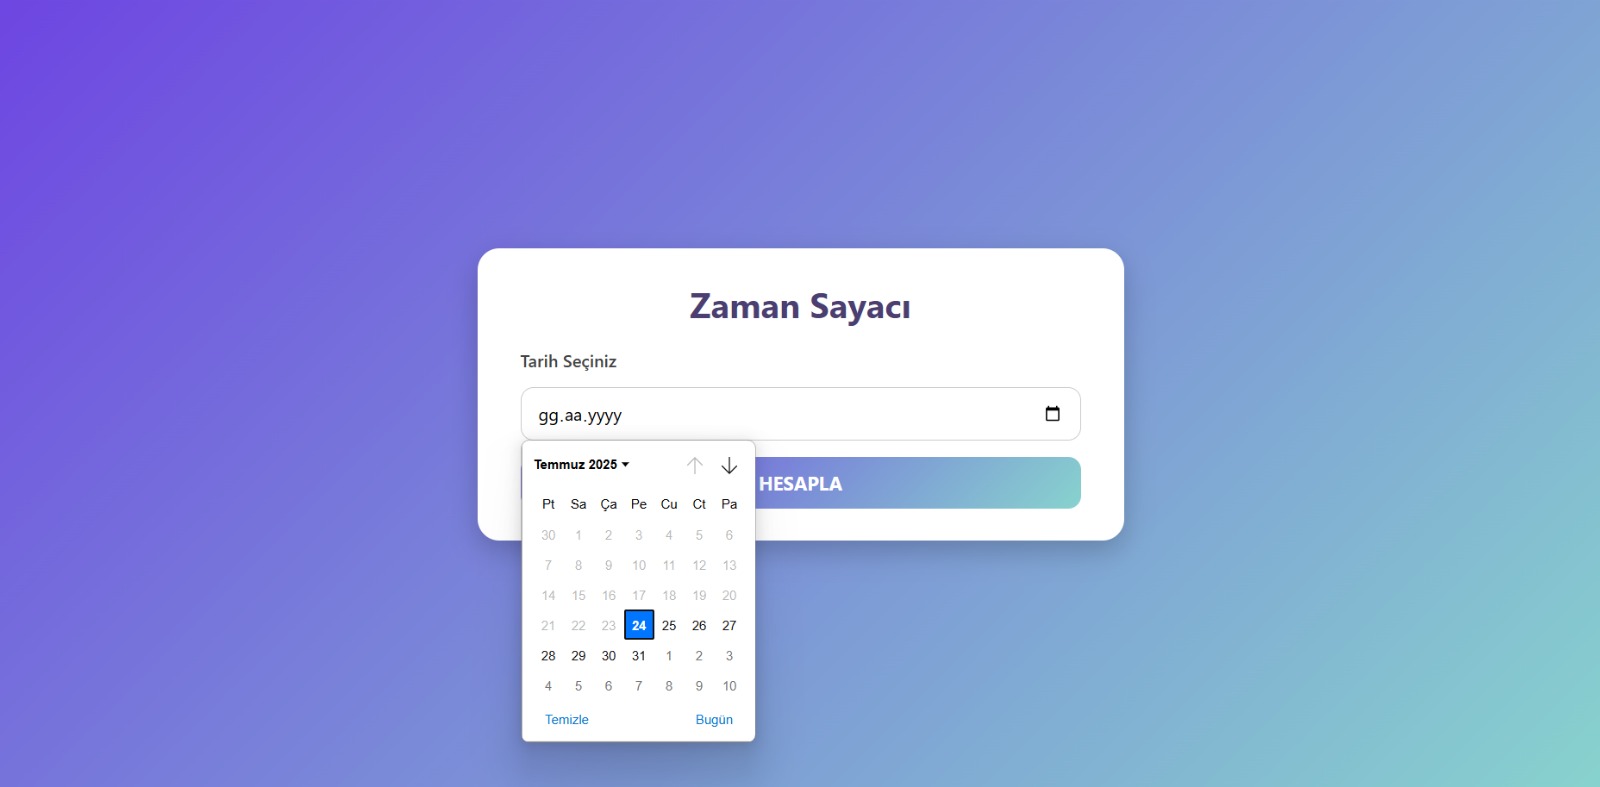 Zaman Sayacı
Tarih Seçiniz
gg.aa.yyyy
HESAPLA
Temmuz 2025
Pt Sa Ça Pe Cu Ct Pa
30 1 2 3 4 5 6
7 8 9 10 11 12 13
14 15 16 17 18 19 20
21 22 23 24 25 26 27
28 29 30 31 1 2 3
4 5 6 7 8 9 10
Temizle Bugün